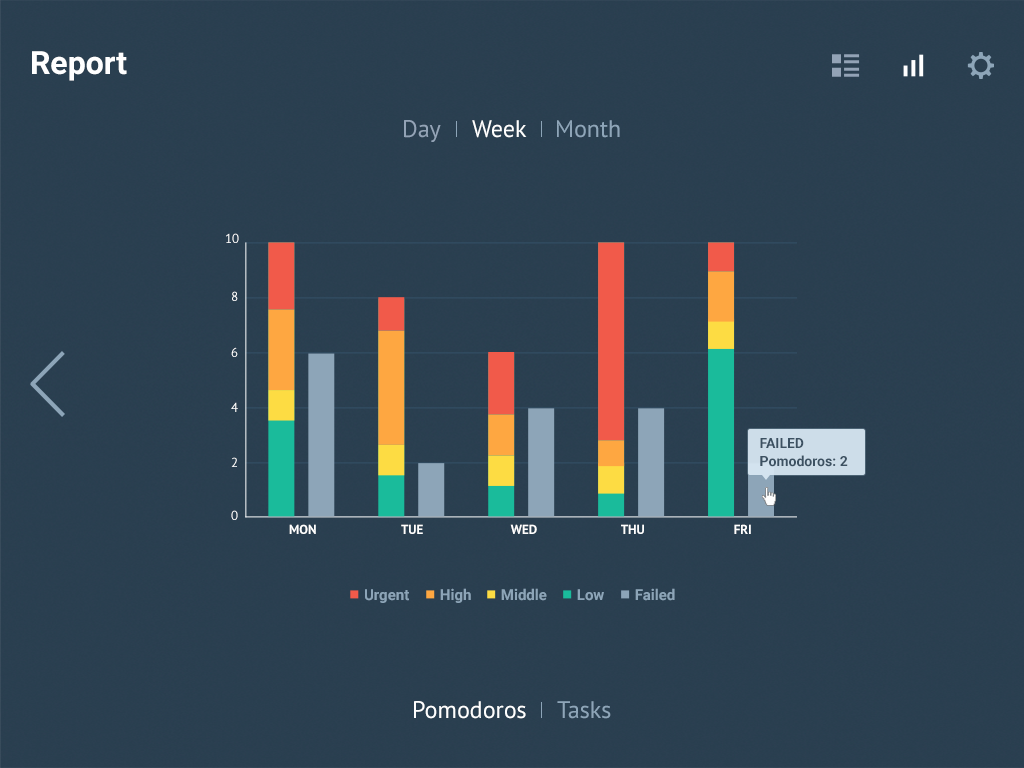 Report
Day | Week | Month
10
8
6
4
2
0
FAILED
Pomodoros: 2
MON TUE WED THU FRI
Urgent High Middle Low Failed
Pomodoros | Tasks